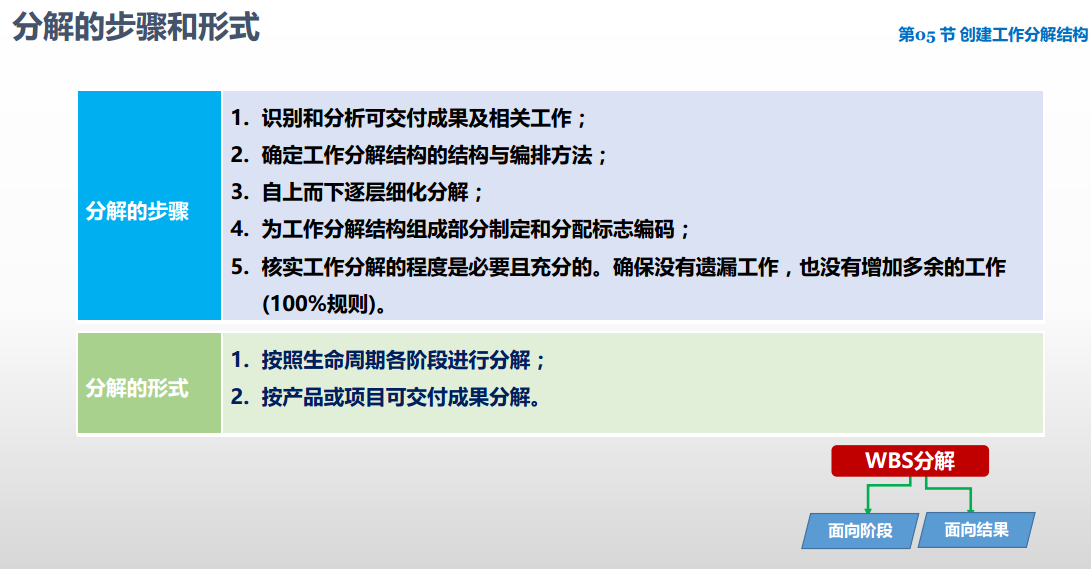 分解的步骤和形式
第05 节 创建工作分解结构
分解的步骤
1. 识别和分析可交付成果及相关工作；
2. 确定工作分解结构的结构与编排方法；
3. 自上而下逐层细化分解；
4. 为工作分解结构组成部分制定和分配标志编码；
5. 核实工作分解的程度是必要且充分的。确保没有遗漏工作，也没有增加多余的工作
(100%规则)。
分解的形式
1. 按照生命周期各阶段进行分解；
2. 按产品或项目可交付成果分解。
WBS分解
面向阶段
面向结果